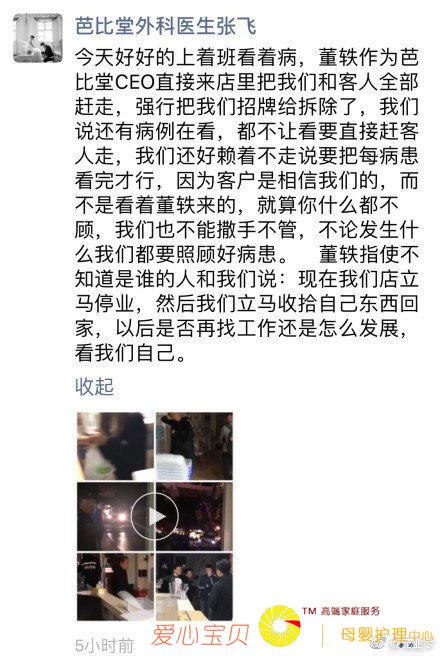 芭比堂外科医生张飞
今天好好的上着班看着病，董轶作为芭
比堂CEO直接来店里把我们和客人全部
赶走，强行把我们招牌给拆除了，我们
说还有病例在看，都不让看要直接赶客
人走，我们还好赖着不走说要把每病患
看完才行，因为客户是相信我们的，而
不是看着董轶来的，就算你什么都不
顾，我们也不能撒手不管，不论发生什
么我们都要照顾好病患。 董轶指使不
知道是谁的人和我们说：现在我们店立
马停业，然后我们立马收拾自己东西回
家，以后是否再找工作还是怎么发展，
看我们自己。
收起
5小时前
爱心宝贝
TM 高端家庭服务
母婴护理中心